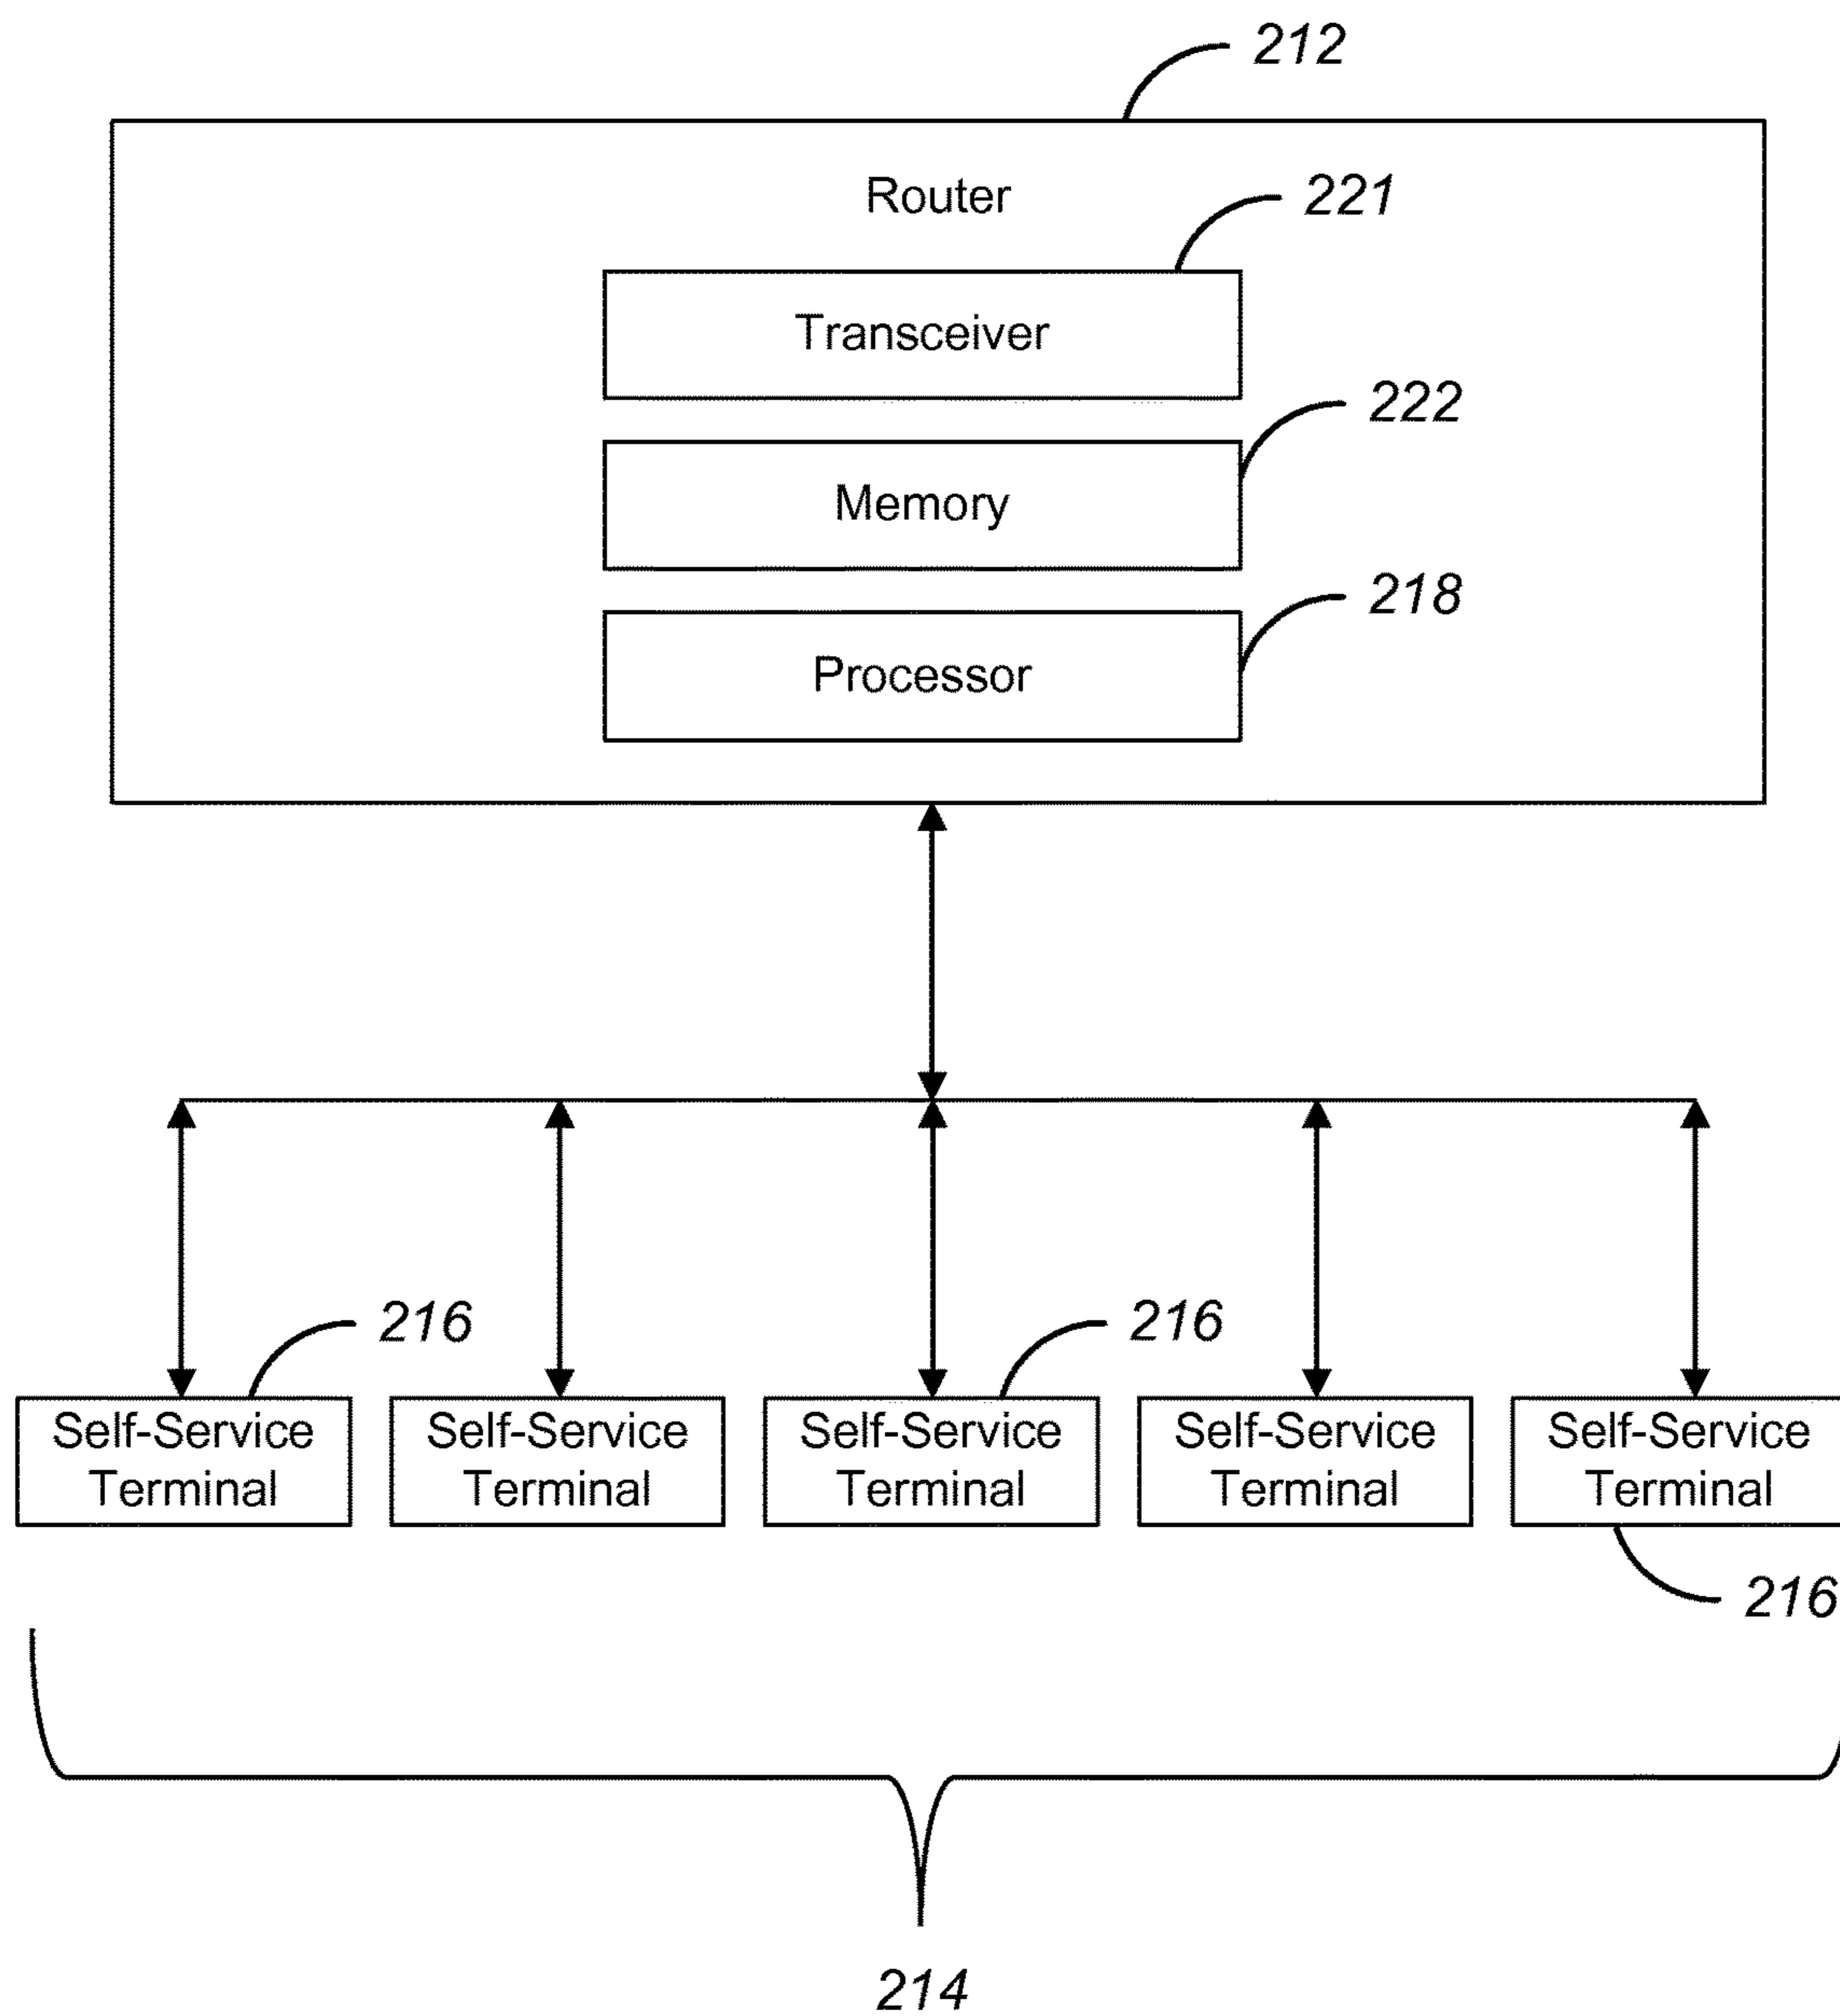 212
Router
221
Transceiver
222
Memory
218
Processor
216
216
Self-Service
Terminal
Self-Service
Terminal
Self-Service
Terminal
Self-Service
Terminal
Self-Service
Terminal
216
214